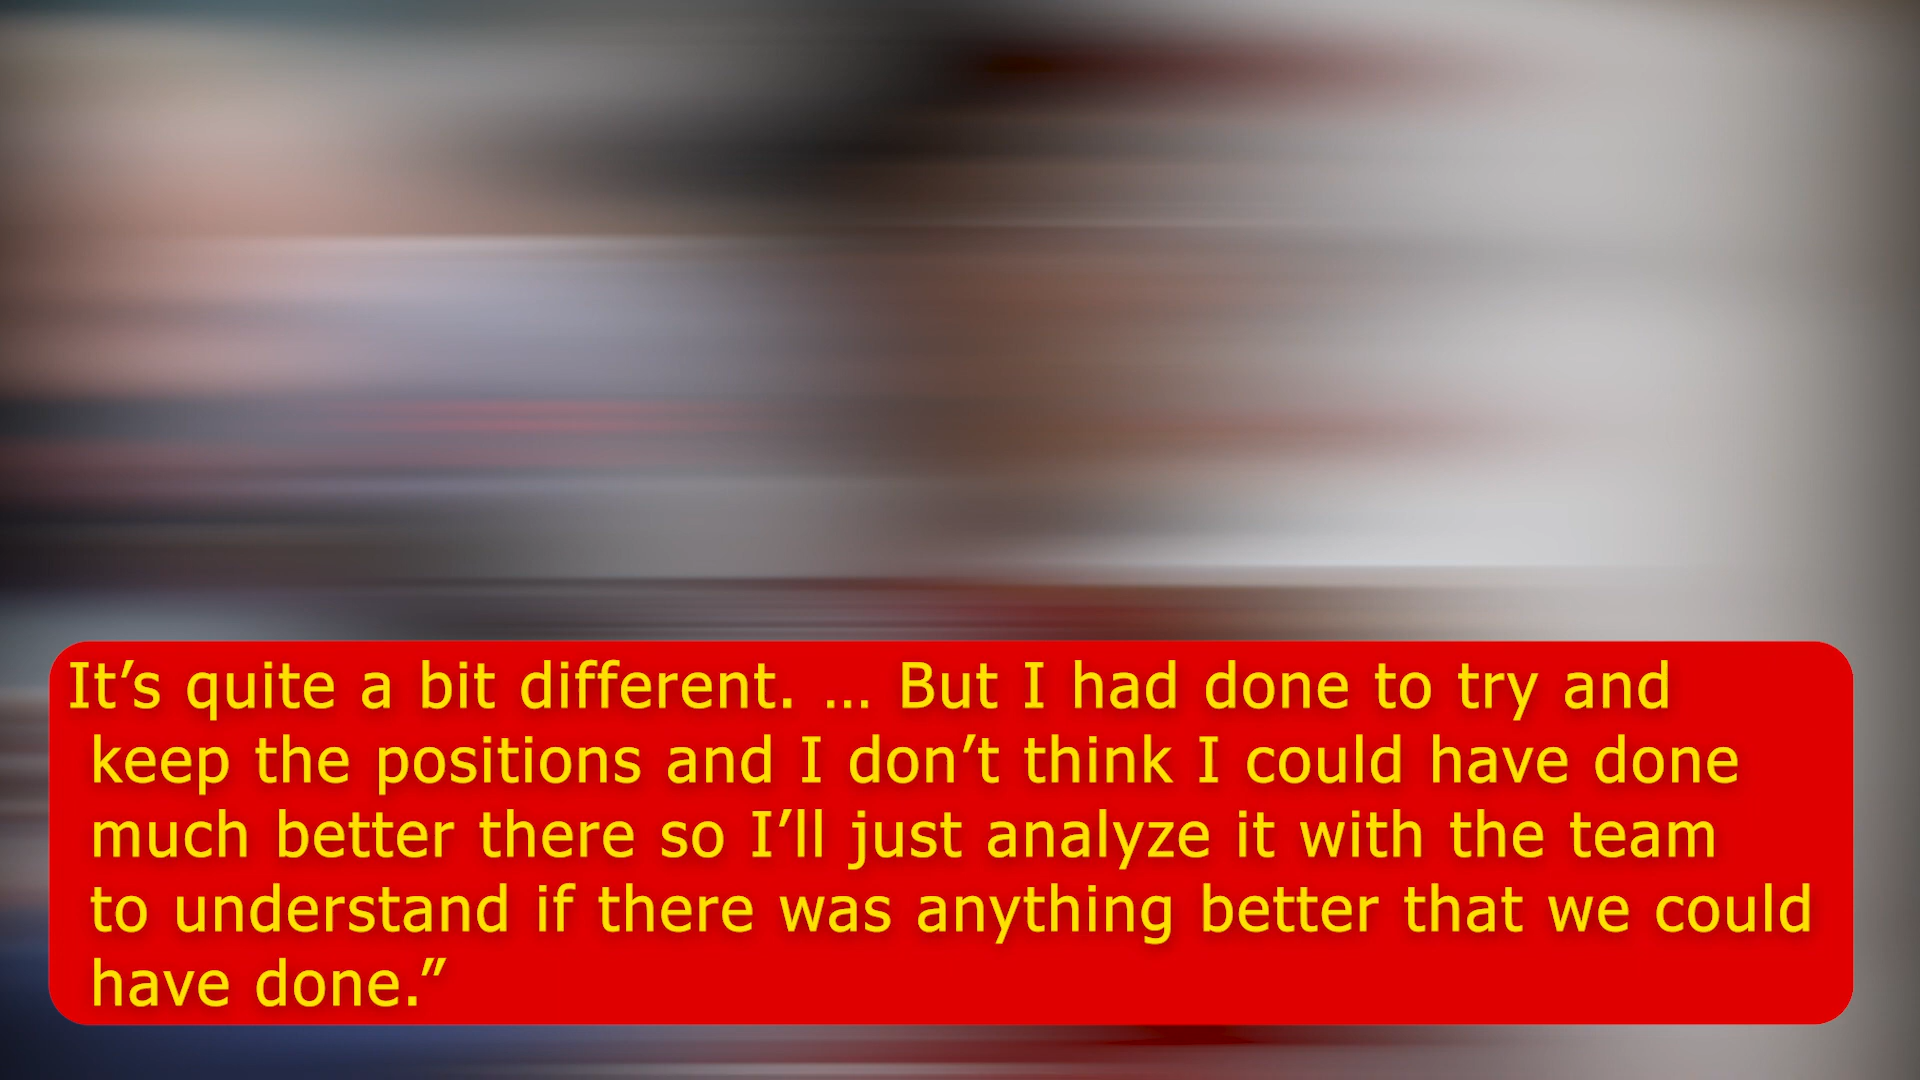 It’s quite a bit different. ... But I had done to try and
keep the positions and I don’t think I could have done
much better there so I’ll just analyze it with the team
to understand if there was anything better that we could
have done.”